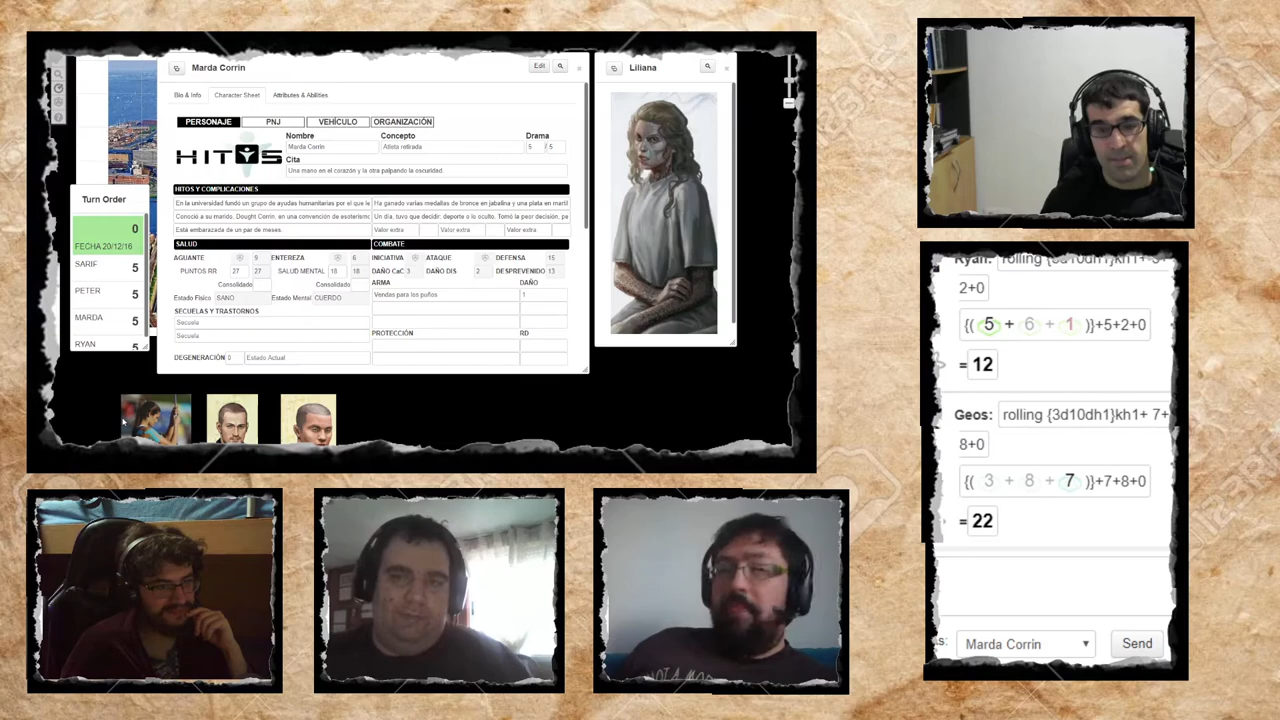 Marda Corrin
Edit
Liliana
Bio & Info
Character Sheet
Attributes & Abilities
PERSONAJE
PNJ
VEHÍCULO
ORGANIZACIÓN
HITOS
Nombre
Concepto
Drama
Marda Corrin
Atleta retirada
5 / 5
Cita
Una mano en el corazón y la otra palpando la oscuridad.
HITOS Y COMPLICACIONES
En la universidad fundó un grupo de ayudas humanitarias por el que le
Ha ganado varias medallas de bronce en jabalina y una plata en martil
Conoció a su marido, Dought Corrin, en una convención de esoterismo
Un día, tuvo que decidir; deporte o lo oculto. Tomó la peor decisión, pe
Está embarazada de un par de meses.
Valor extra
Valor extra
Valor extra
SALUD
COMBATE
AGUANTE 9 ENTEREZA 6
INICIATIVA ATAQUE DEFENSA 15
PUNTOS RR 27 27 SALUD MENTAL 18 18
DAÑO CaC 3 DAÑO DIS 2 DESPREVENIDO 13
Consolidado
Consolidado
ARMA
DAÑO
Estado Físico SANO Estado Mental CUERDO
Vendas para los puños
1
SECUELAS Y TRASTORNOS
Secuela
Secuela
PROTECCIÓN
RD
DEGENERACIÓN 0 Estado Actual
Turn Order
0
FECHA 20/12/16
SARIF 5
PETER 5
MARDA 5
RYAN 5
Ryan: rolling {3d10dh1}kh1+ 5+
2+0
{( 5 + 6 + 1 )}+5+2+0
= 12
Geos: rolling {3d10dh1}kh1+ 7+
8+0
{( 3 + 8 + 7 )}+7+8+0
= 22
s: Marda Corrin
Send